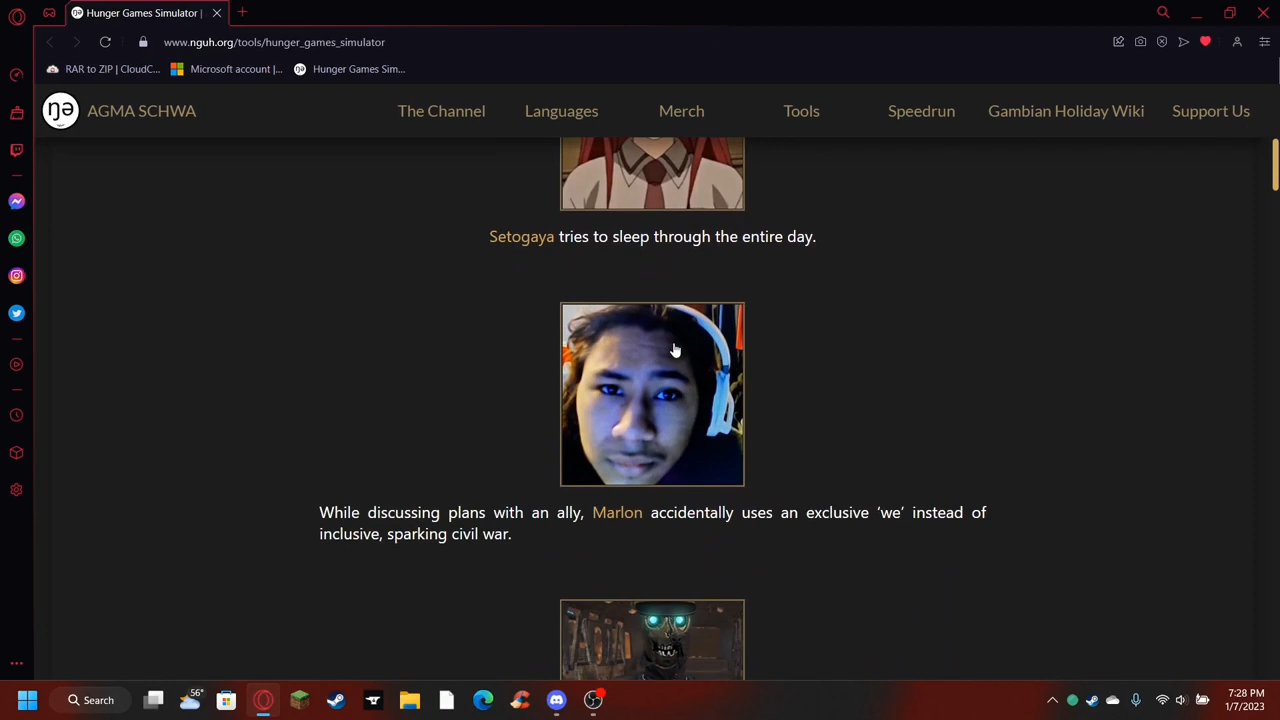 Hunger Games Simulator |
www.nguh.org/tools/hunger_games_simulator
RAR to ZIP | CloudC...
Microsoft account |...
Hunger Games Sim...
ŋə
AGMA SCHWA
The Channel
Languages
Merch
Tools
Speedrun
Gambian Holiday Wiki
Support Us
Setogaya tries to sleep through the entire day.
While discussing plans with an ally, Marlon accidentally uses an exclusive ‘we’ instead of
inclusive, sparking civil war.
56°
Search
7:28 PM
1/7/2023